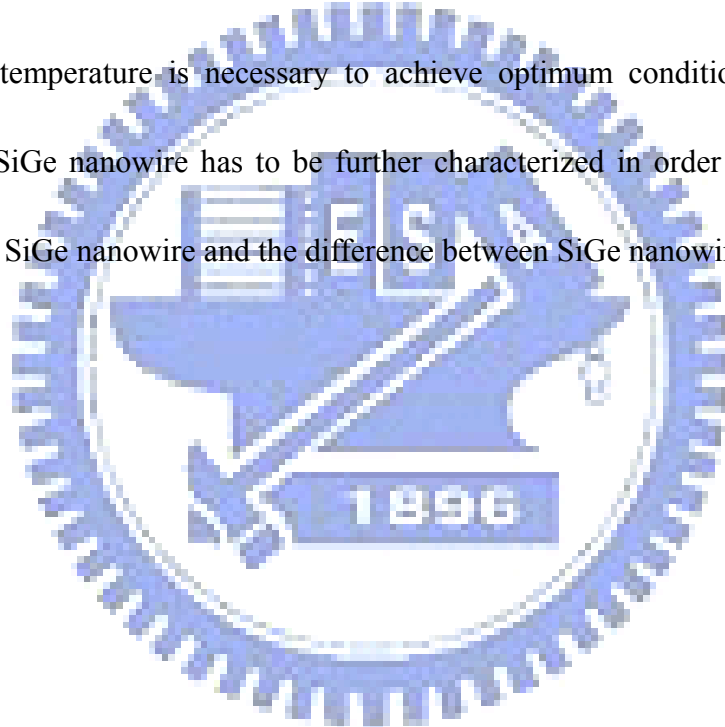 temperature is necessary to achieve optimum conditio
SiGe nanowire has to be further characterized in order
SiGe nanowire and the difference between SiGe nanowi
ESA
1896